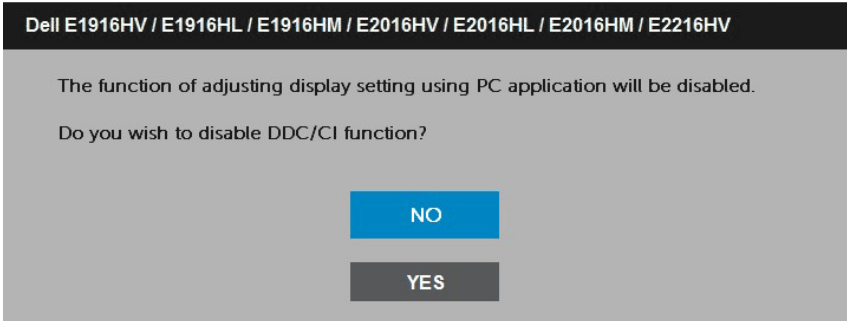 Dell E1916HV / E1916HL / E1916HM / E2016HV / E2016HL / E2016HM / E2216HV
The function of adjusting display setting using PC application will be disabled.
Do you wish to disable DDC/CI function?
NO
YES